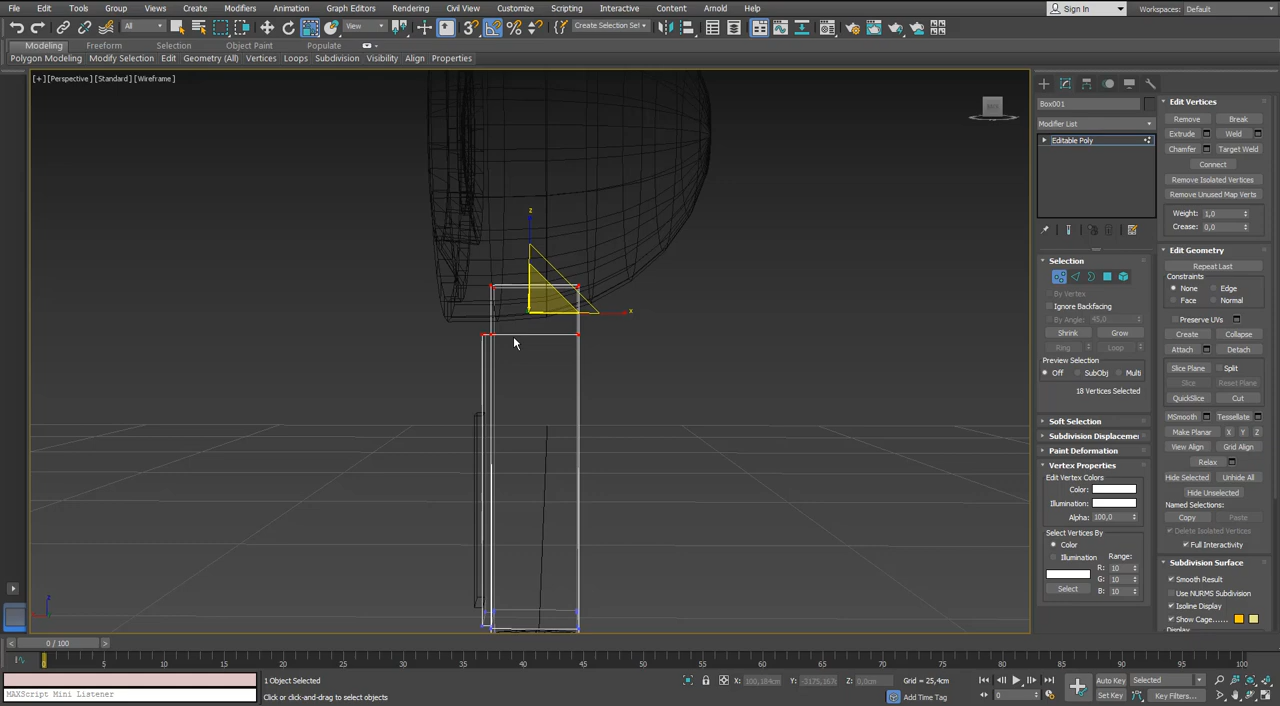 File Edit Tools Group Views Create Modifiers Animation Graph Editors Rendering Civil View Customize Scripting Interactive Content Arnold Help Sign In Workspaces: Default
All View Create Selection Set
Modeling Freeform Selection Object Paint Populate
Polygon Modeling Modify Selection Edit Geometry (All) Vertices Loops Subdivision Visibility Align Properties
[+] [Perspective] [Standard] [Wireframe]
z
x
z
Box001
Modifier List
Editable Poly
Selection
By Vertex
Ignore Backfacing
By Angle: 45,0
Shrink Grow
Ring Loop
Preview Selection
Off SubObj Multi
18 Vertices Selected
Soft Selection
Subdivision Displacemen
Paint Deformation
Vertex Properties
Edit Vertex Colors
Color:
Illumination:
Alpha: 100,0
Select Vertices By
Color Range:
Illumination R: 10
G: 10
Select B: 10
Edit Vertices
Remove Break
Extrude Weld
Chamfer Target Weld
Connect
Remove Isolated Vertices
Remove Unused Map Verts
Weight: 1,0
Crease: 0,0
Edit Geometry
Repeat Last
Constraints
None Edge
Face Normal
Preserve UVs
Create Collapse
Attach Detach
Slice Plane Split
Slice Reset Plane
QuickSlice Cut
MSmooth Tessellate
Make Planar X Y Z
View Align Grid Align
Relax
Hide Selected Unhide All
Hide Unselected
Named Selections:
Copy Paste
Delete Isolated Vertices
Full Interactivity
Subdivision Surface
Smooth Result
Use NURMS Subdivision
Isoline Display
Show Cage......
Display
0 / 100
0 5 10 15 20 25 30 35 40 45 50 55 60 65 70 75 80 85 90 95 100
1 Object Selected
MAXScript Mini Listener
Click or click-and-drag to select objects
X: 100,184cm Y: -3175,167c Z: 0,0cm Grid = 25,4cm
Add Time Tag
0
Auto Key Selected
Set Key Key Filters...